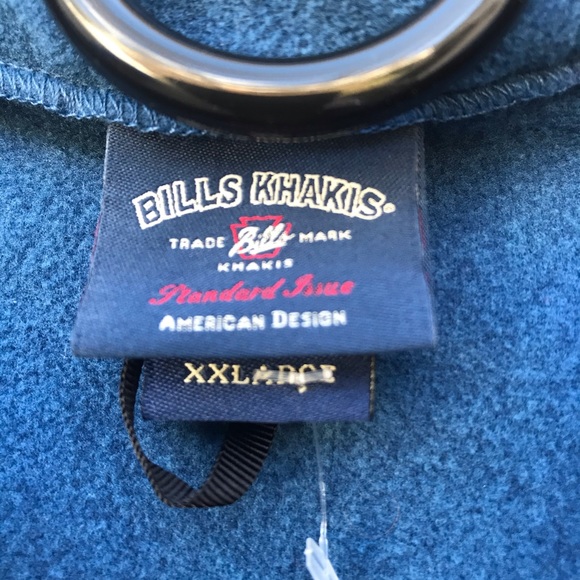 BILLS KHAKIS®
TRADE Bills MARK
KHAKIS
Standard Issue
AMERICAN DESIGN
XXLARGE